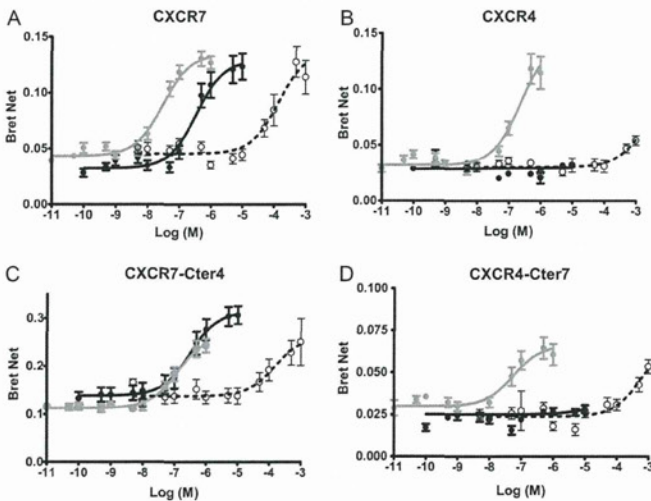 A
CXCR7
Bret Net
0.15
0.10
0.05
0.00
-11 -10 -9 -8 -7 -6 -5 -4 -3
Log (M)
B
CXCR4
Bret Net
0.15
0.10
0.05
0.00
-11 -10 -9 -8 -7 -6 -5 -4 -3
Log (M)
C
CXCR7-Cter4
Bret Net
0.3
0.2
0.1
0.0
-11 -10 -9 -8 -7 -6 -5 -4 -3
Log (M)
D
CXCR4-Cter7
Bret Net
0.100
0.075
0.050
0.025
0.000
-11 -10 -9 -8 -7 -6 -5 -4 -3
Log (M)